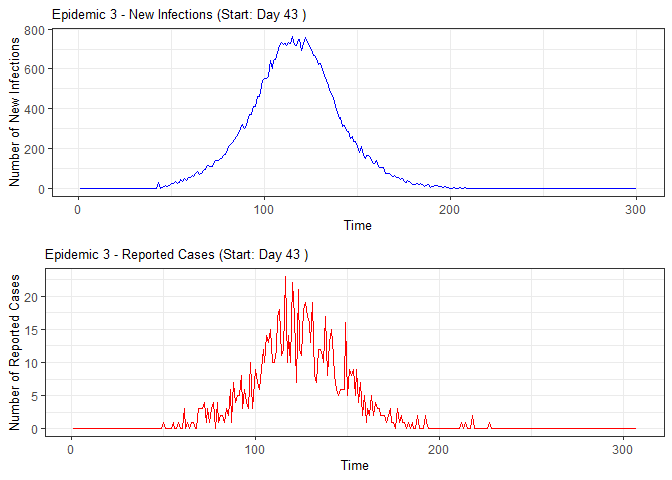 Epidemic 3 - New Infections (Start: Day 43 )
Number of New Infections
800
600
400
200
0
0 100 200 300
Time
Epidemic 3 - Reported Cases (Start: Day 43 )
Number of Reported Cases
20
15
10
5
0
0 100 200 300
Time